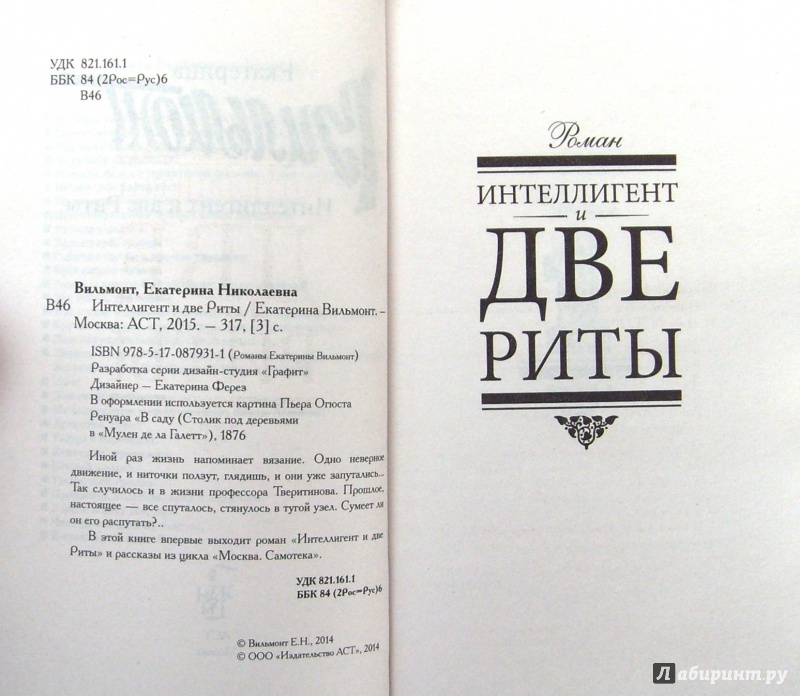 УДК 821.161.1
ББК 84 (2Рос=Рус)6
В46
Вильмонт, Екатерина Николаевна
В46 Интеллигент и две Риты / Екатерина Вильмонт. –
Москва: АСТ, 2015. – 317, [3] с.
ISBN 978-5-17-087931-1 (Романы Екатерины Вильмонт)
Разработка серии дизайн-студия «Графит»
Дизайнер – Екатерина Ферез
В оформлении используется картина Пьера Огюста
Ренуара «В саду (Столик под деревьями
в «Мулен де ла Галетт»), 1876
Иной раз жизнь напоминает вязание. Одно неверное
движение, и ниточки ползут, глядишь, и они уже запутались...
Так случилось и в жизни профессора Тверитинова. Прошлое,
настоящее — все спуталось, стянулось в тугой узел. Сумеет ли
он его распутать?..
В этой книге впервые выходит роман «Интеллигент и две
Риты» и рассказы из цикла «Москва. Самотека».
УДК 821.161.1
ББК 84 (2Рос=Рус)6
© Вильмонт Е.Н., 2014
© ООО «Издательство АСТ», 2014
Роман
ИНТЕЛЛИГЕНТ
и
ДВЕ
РИТЫ
Лабиринт.ру